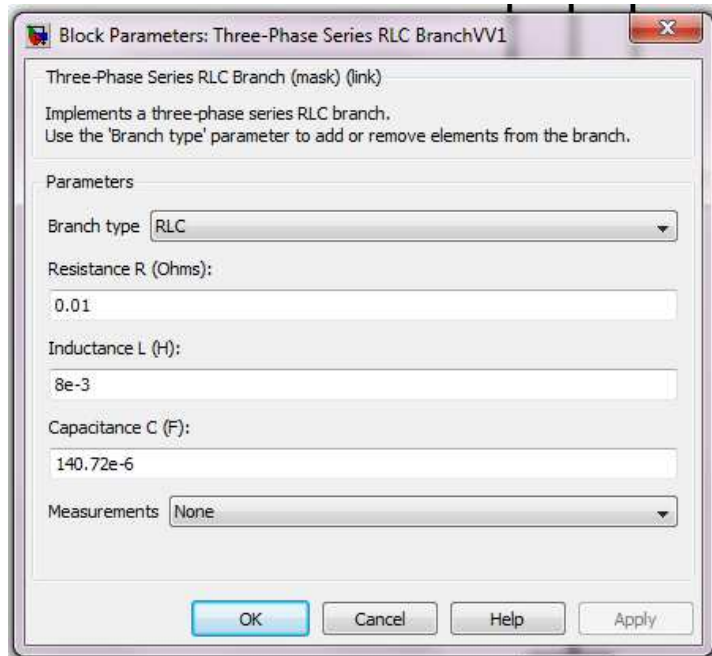 Block Parameters: Three-Phase Series RLC BranchVV1
Three-Phase Series RLC Branch (mask) (link)
Implements a three-phase series RLC branch.
Use the 'Branch type' parameter to add or remove elements from the branch.
Parameters
Branch type RLC
Resistance R (Ohms):
0.01
Inductance L (H):
8e-3
Capacitance C (F):
140.72e-6
Measurements None
OK Cancel Help Apply